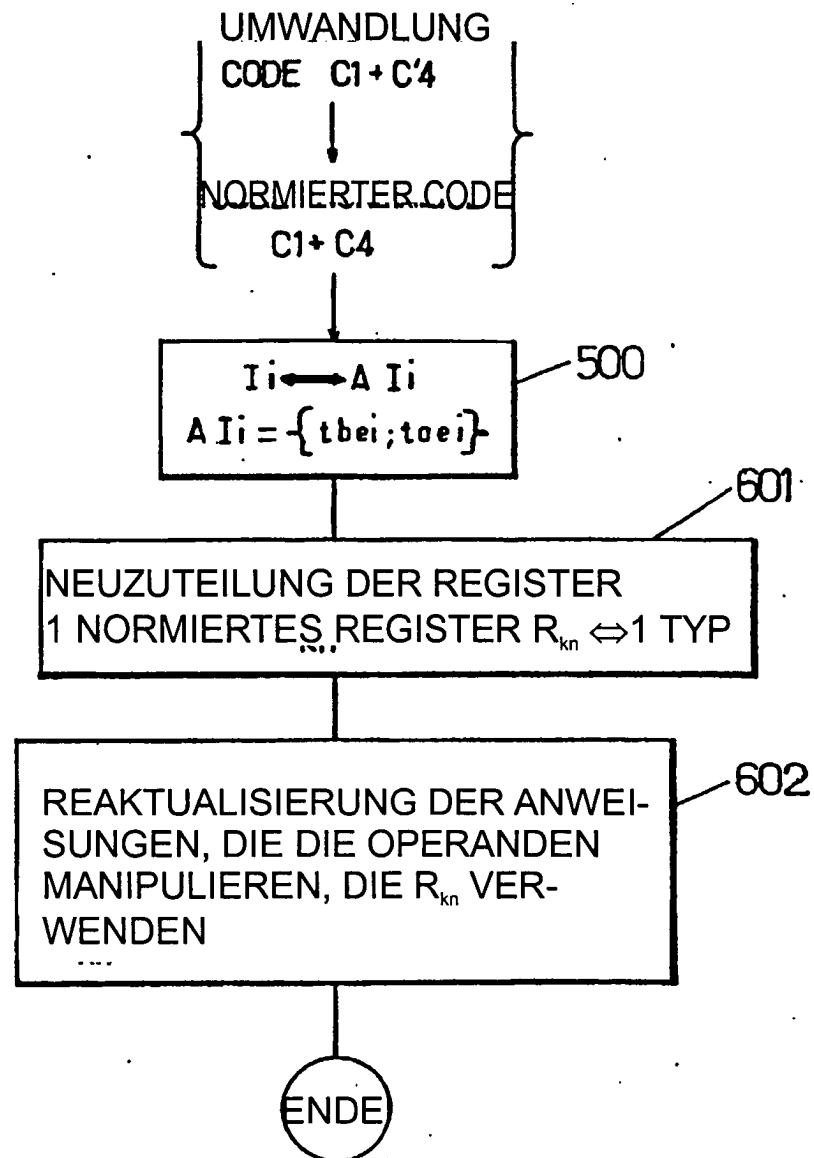 UMWANDLUNG
CODE C1 + C'4
NORMIERTER CODE
C1 + C4
Ii ⟷ A Ii
A Ii = {tbei; taei}
500
601
NEUZUTEILUNG DER REGISTER
1 NORMIERTES REGISTER Rkn ⇔ 1 TYP
602
REAKTUALISIERUNG DER ANWEI-
SUNGEN, DIE DIE OPERANDEN
MANIPULIEREN, DIE Rkn VER-
WENDEN
ENDE